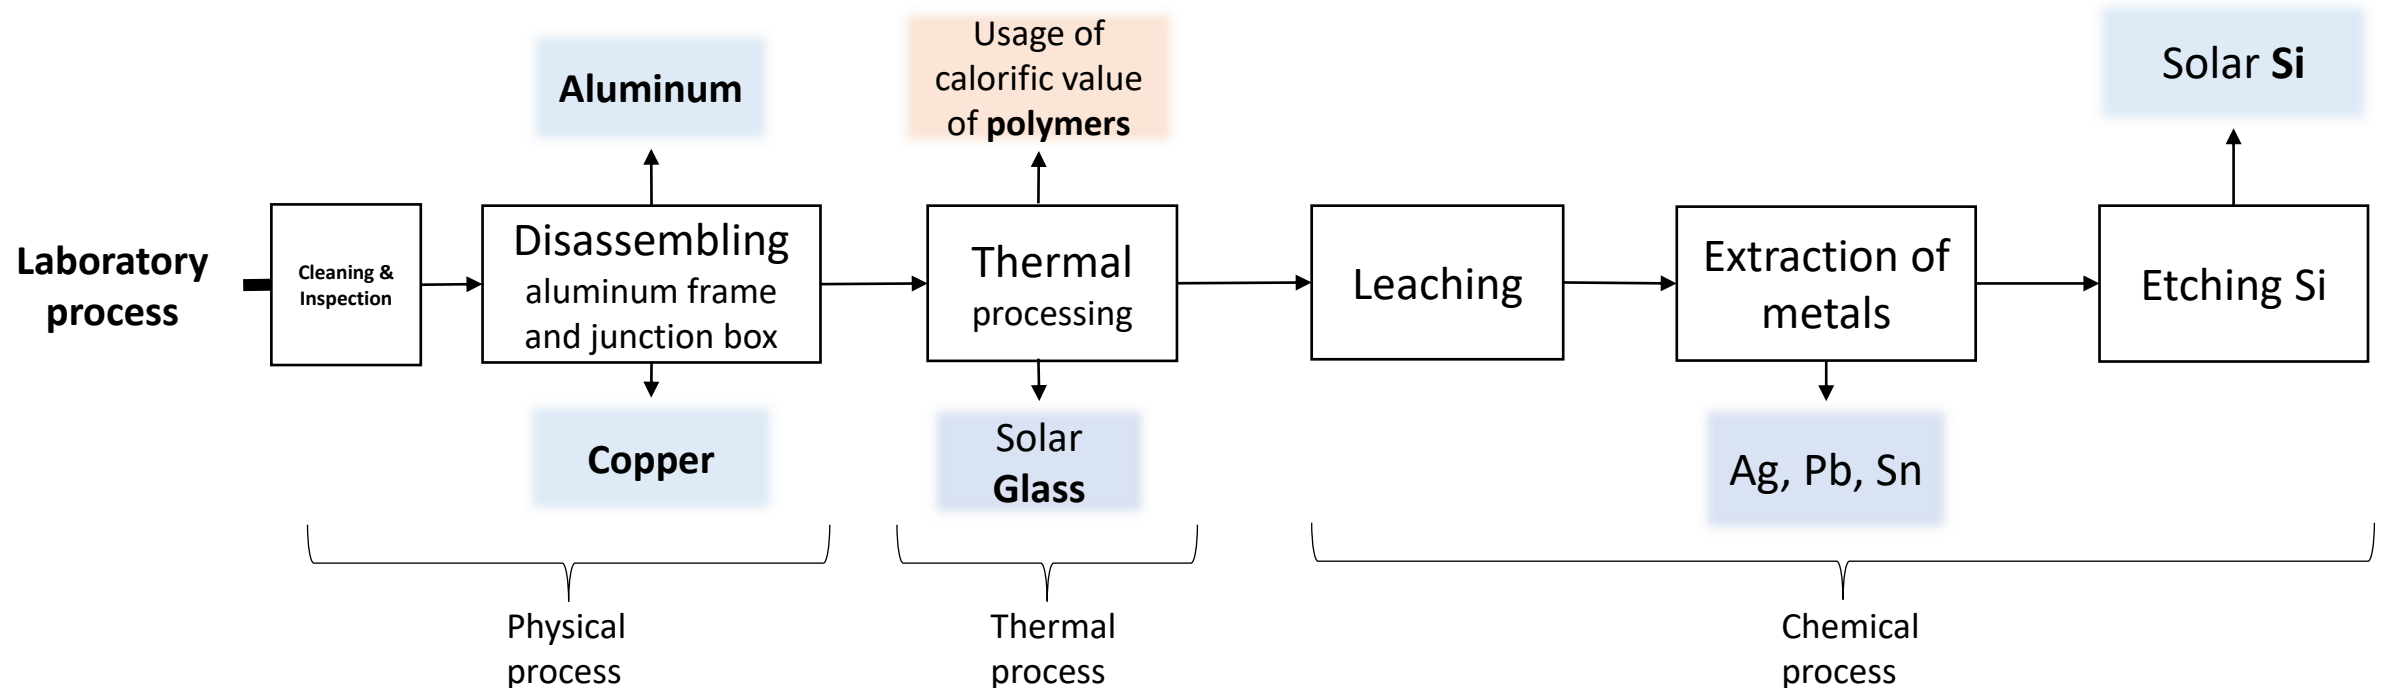 Laboratory
process
Cleaning &
Inspection
Aluminum
Disassembling
aluminum frame
and junction box
Copper
Usage of
calorific value
of polymers
Thermal
processing
Solar
Glass
Leaching
Extraction of
metals
Ag, Pb, Sn
Solar Si
Etching Si
Physical
process
Thermal
process
Chemical
process